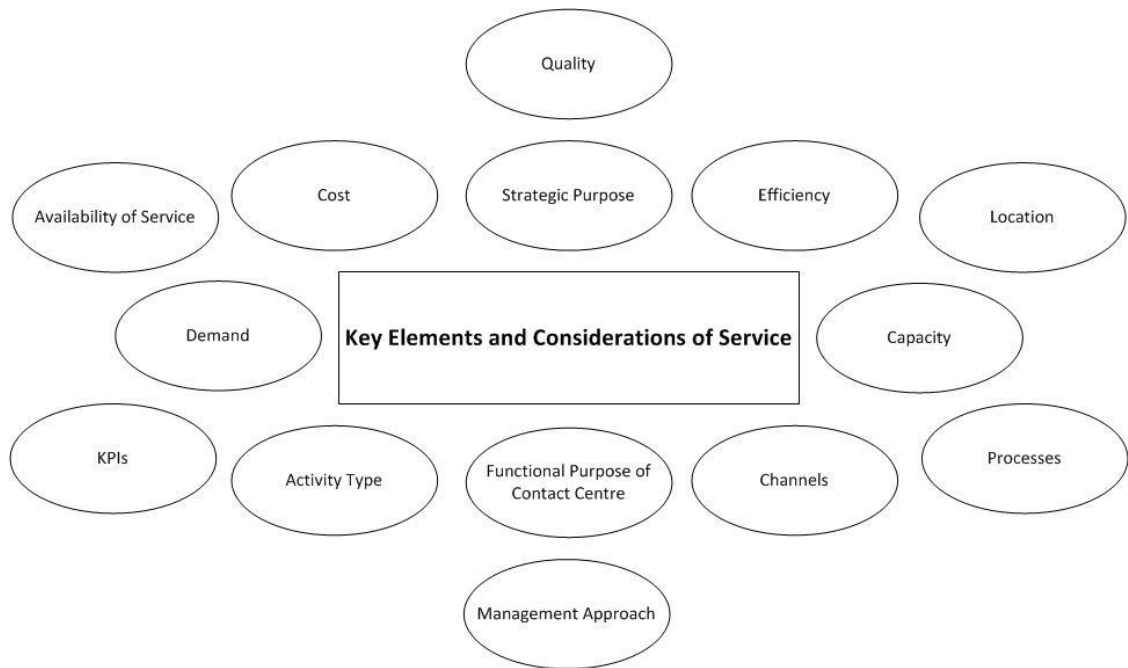 Quality
Cost
Strategic Purpose
Efficiency
Availability of Service
Location
Demand
Key Elements and Considerations of Service
Capacity
KPIs
Activity Type
Functional Purpose of
Contact Centre
Channels
Processes
Management Approach